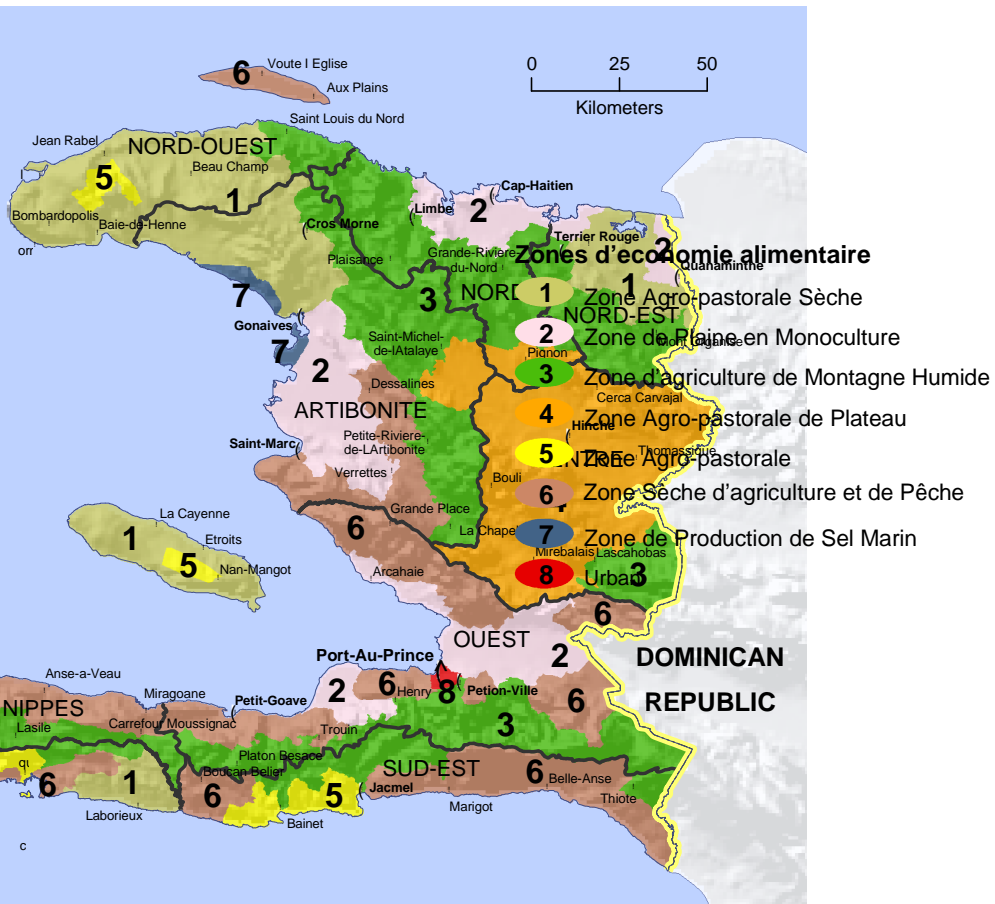 6
Voute I Eglise
Aux Plains
0 25 50
Kilometers
Saint Louis du Nord
Jean Rabel
NORD-OUEST
Beau Champ
5
1
Bombardopolis
Baie-de-Henne
Cap-Haitien
Limbe
2
Cros Morne
Terrier Rouge
2
Grande-Riviere-
du-Nord
Plaisance
Zones d'economie alimentaire
Ouanaminthe
7
3
NORD
1
1 Zone Agro-pastorale Sèche
NORD-EST
Gonaives
7
2 Zone de Plaine en Monoculture
Saint-Michel-
de-lAtalaye
Mont Organise
Pignon
2
3 Zone d'agriculture de Montagne Humide
Dessalines
Cerca Carvajal
ARTIBONITE
4 Zone Agro-pastorale de Plateau
Hinche
Petite-Riviere-
de-LArtibonite
Saint-Marc
Thomassique
5 Zone Agro-pastorale
Verrettes
Bouli
6 Zone Sèche d'agriculture et de Pêche
Grande Place
La Cayenne
6
La Chapel
7 Zone de Production de Sel Marin
1
Etroits
Mirebalais
Lascahobas
5
Nan-Mangot
Arcahaie
8 Urban
3
6
OUEST
Port-Au-Prince
2
DOMINICAN
REPUBLIC
Anse-a-Veau
Miragoane
Petit-Goave
2
6
Henry
8
Petion-Ville
6
NIPPES
Lasile
Carrefour Moussignac
Trouin
3
Platon Besace
Boucan Belier
SUD-EST
6
Belle-Anse
6
1
6
5
Jacmel
Thiote
Marigot
Laborieux
Bainet
c